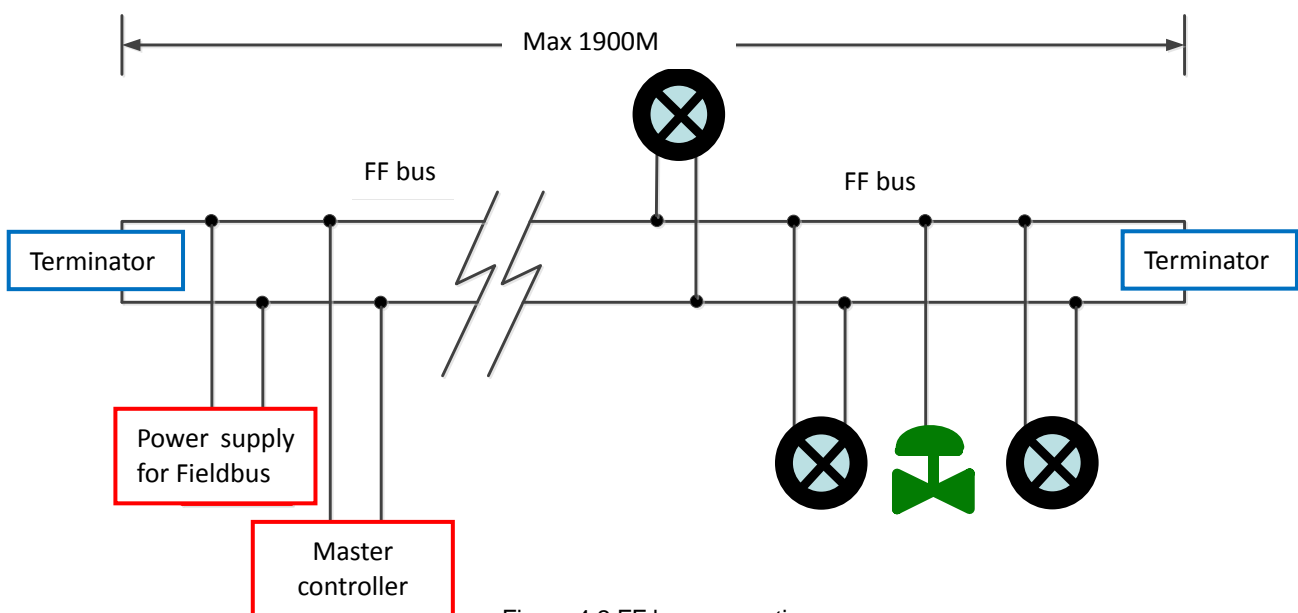 Max 1900M
FF bus
FF bus
Terminator
Terminator
Power supply
for Fieldbus
Master
controller